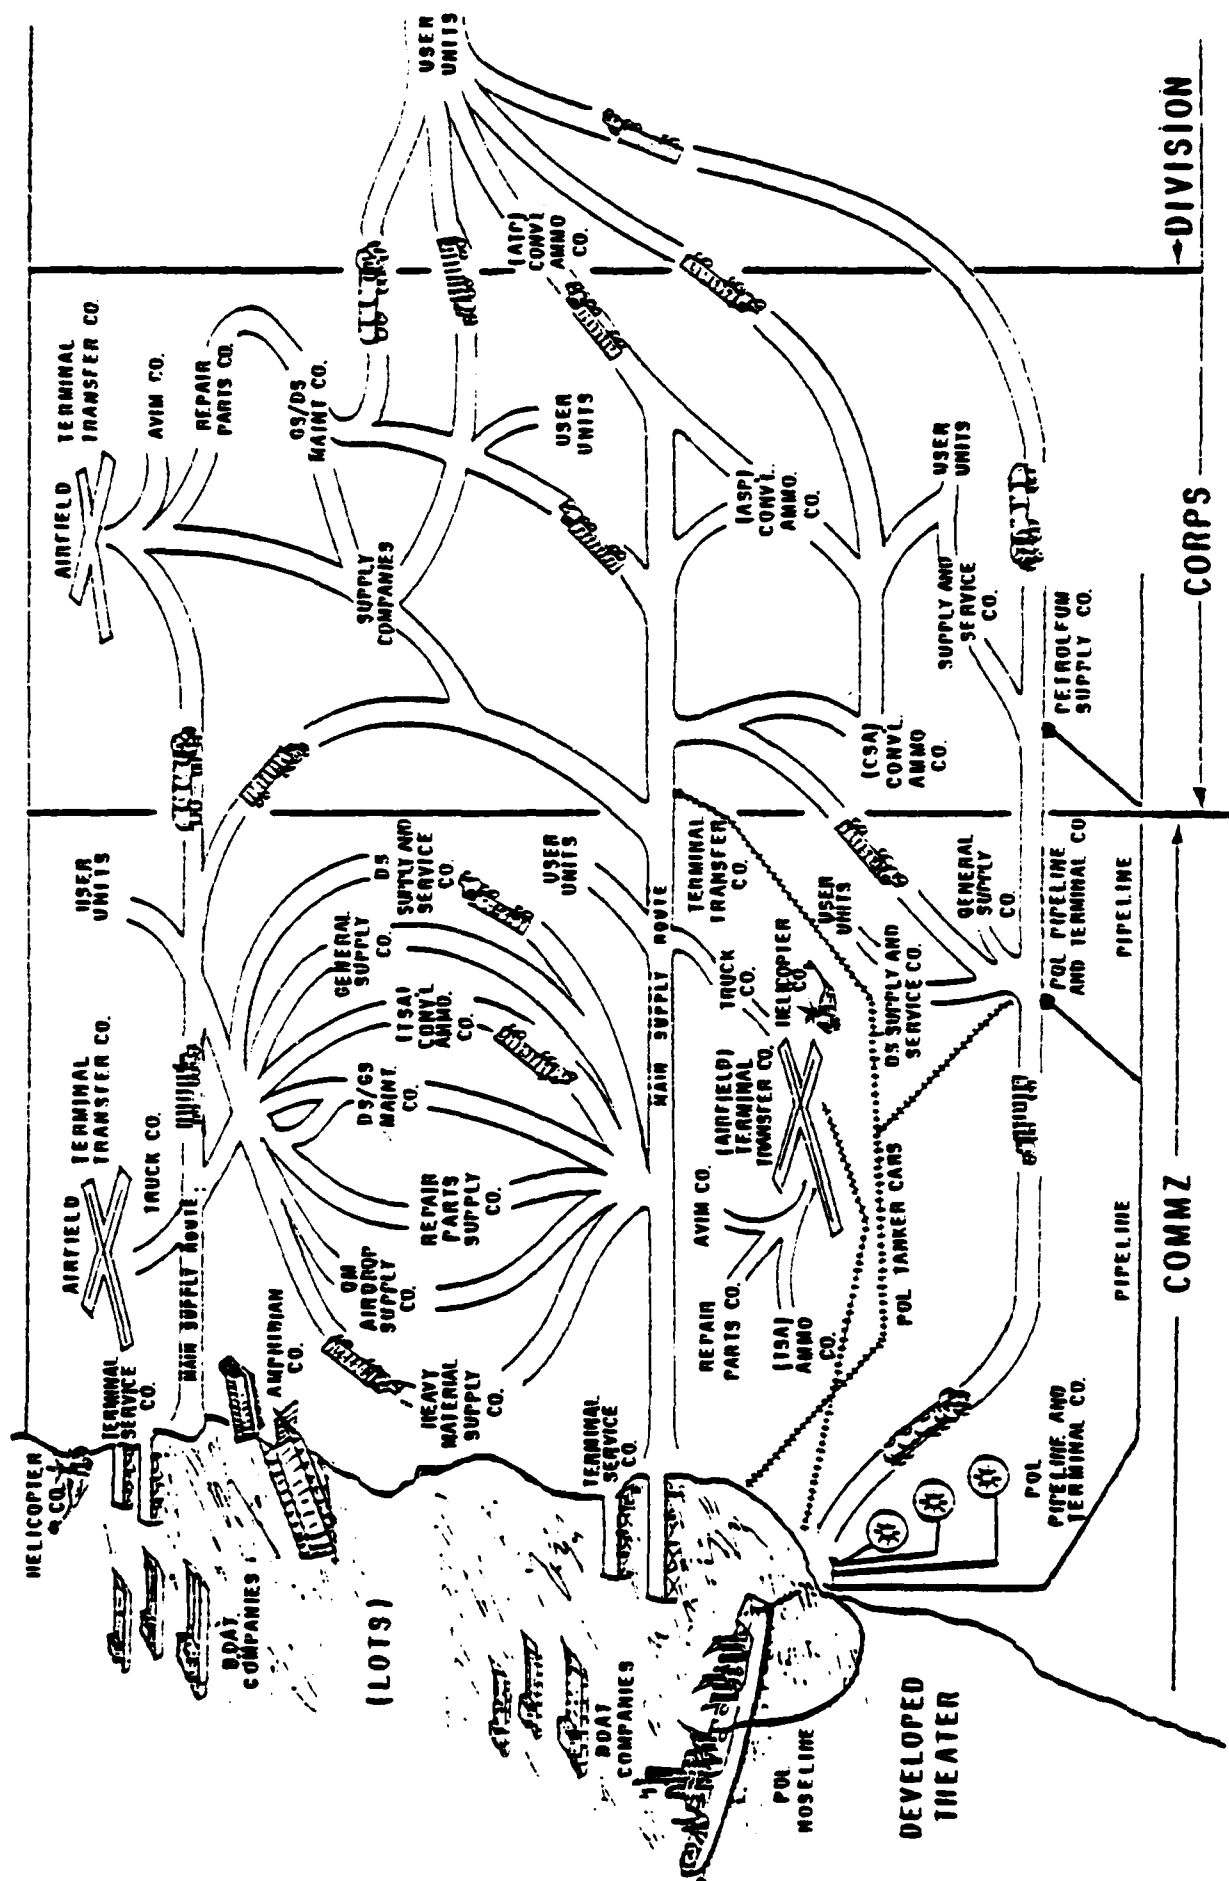 HELICOPTER
CO.
TERMINAL
SERVICE
CO.
AIRFIELD
TERMINAL
TRANSFER CO.
TRUCK CO.
MAIN SUPPLY ROUTE
USER
UNITS
AIRFIELD
TERMINAL
TRANSFER CO.
AVIM CO.
REPAIR
PARTS CO.
GS/DS
MAINT CO.
USER
UNITS
BOAT
COMPANIES
(LOTS)
AMPHIBIAN
CO.
HEAVY
MATERIAL
SUPPLY
CO.
QM
AIRDROP
SUPPLY
CO.
REPAIR
PARTS
SUPPLY
CO.
DS/GS
MAINT.
CO.
(TSA)
CONV'L
AMMO.
CO.
GENERAL
SUPPLY
CO.
DS
SUPPLY AND
SERVICE
CO.
USER
UNITS
SUPPLY
COMPANIES
USER
UNITS
(ATP)
CONV'L
AMMO
CO.
BOAT
COMPANIES
TERMINAL
SERVICE
CO.
MAIN SUPPLY ROUTE
TERMINAL
TRANSFER
CO.
TRUCK
CO.
HELICOPTER
CO.
(AIRFIELD)
TERMINAL
TRANSFER CO.
AVIM CO.
REPAIR
PARTS CO.
(TSA)
AMMO
CO.
USER
UNITS
DS SUPPLY AND
SERVICE CO.
(ASP)
CONV'L.
AMMO.
CO.
(CSA)
CONV'L.
AMMO
CO.
USER
UNITS
SUPPLY AND
SERVICE
CO.
GENERAL
SUPPLY
CO.
POL TANKER CARS
POL
HOSELINE
POL
PIPELINE AND
TERMINAL CO.
POL PIPELINE
AND TERMINAL CO
PETROLEUM
SUPPLY CO.
PIPELINE
PIPELINE
DEVELOPED
THEATER
COMMZ
CORPS
DIVISION